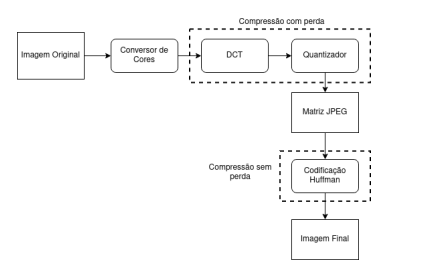 Compressão com perda
Imagem Original
Conversor de
Cores
DCT
Quantizador
Matriz JPEG
Compressão sem
perda
Codificação
Huffman
Imagem Final